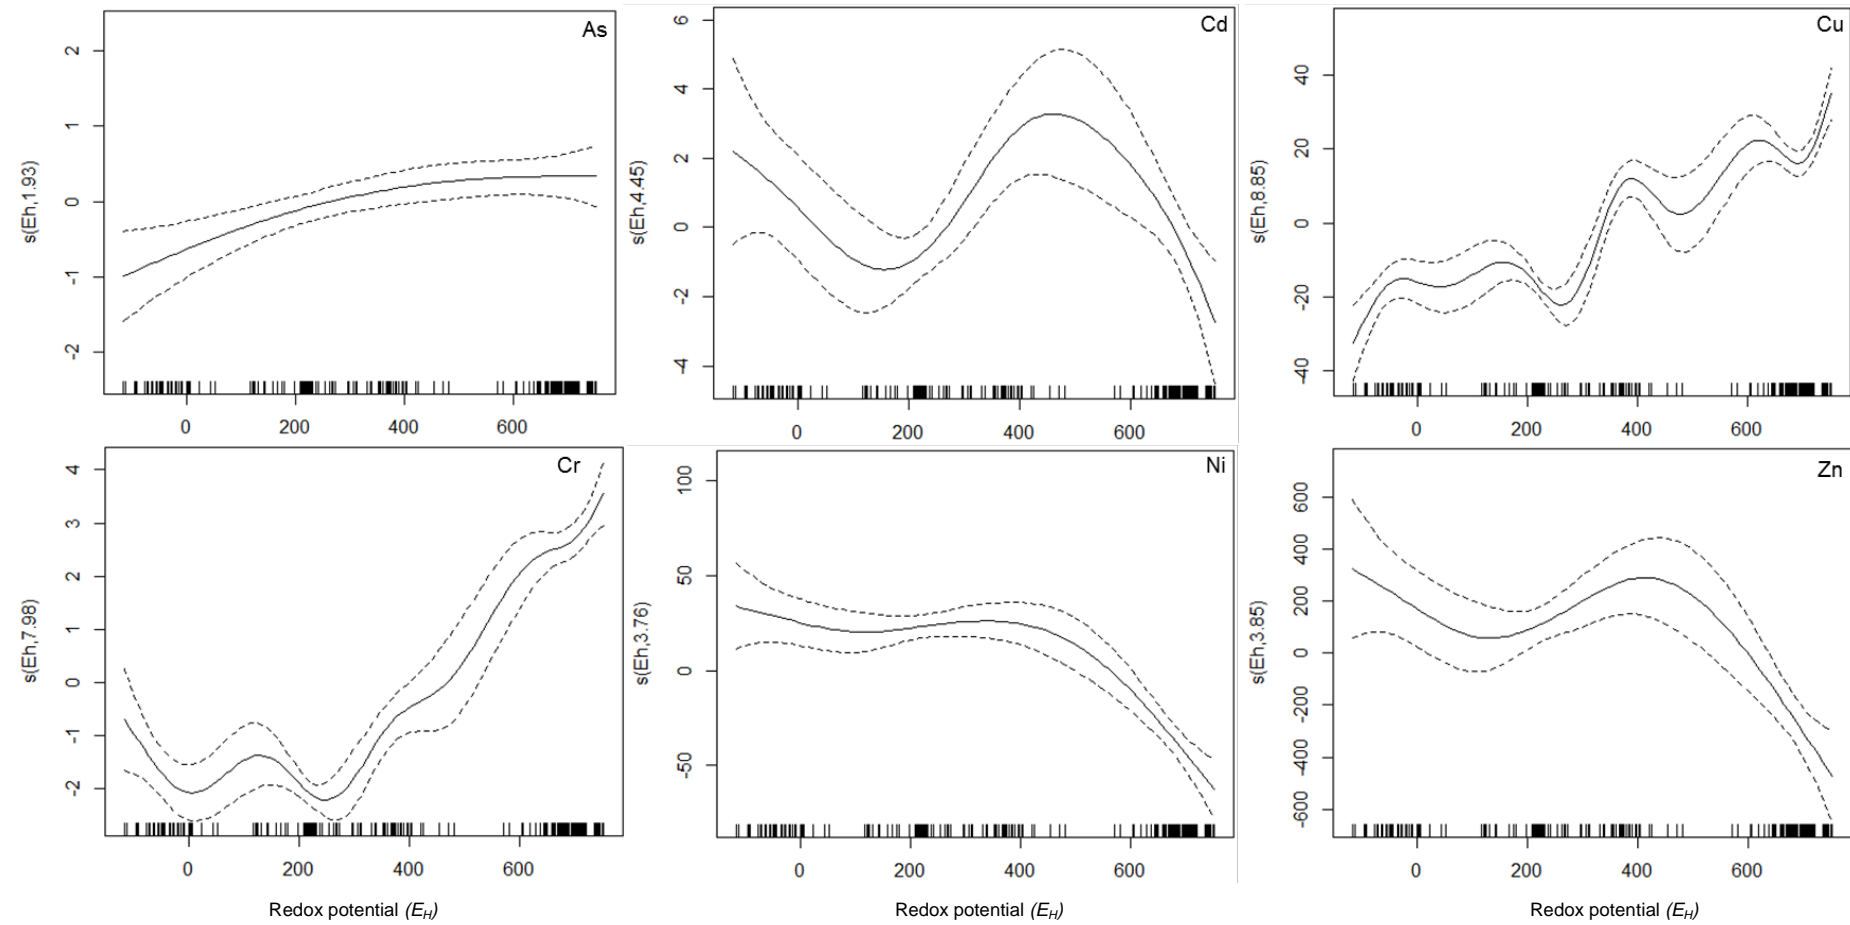 As
s(Eh,1.93)
2
1
0
-1
-2
0 200 400 600
Cd
s(Eh,4.45)
6
4
2
0
-2
-4
0 200 400 600
Cu
s(Eh,8.85)
40
20
0
-20
-40
0 200 400 600
Cr
s(Eh,7.98)
4
3
2
1
0
-1
-2
0 200 400 600
Redox potential (EH)
Ni
s(Eh,3.76)
100
50
0
-50
0 200 400 600
Redox potential (EH)
Zn
s(Eh,3.85)
600
400
200
0
-200
-400
-600
0 200 400 600
Redox potential (EH)